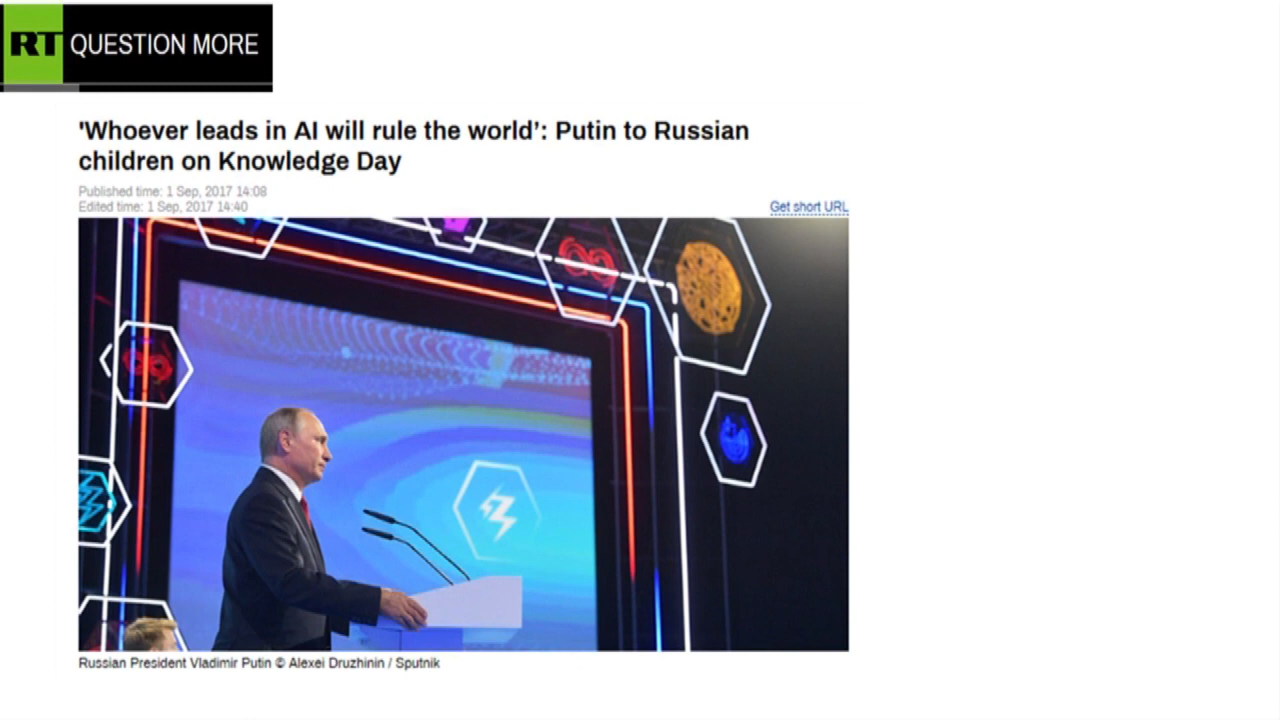 RT QUESTION MORE
'Whoever leads in AI will rule the world’: Putin to Russian
children on Knowledge Day
Published time: 1 Sep, 2017 14:08
Edited time: 1 Sep, 2017 14:40
Get short URL
Russian President Vladimir Putin © Alexei Druzhinin / Sputnik